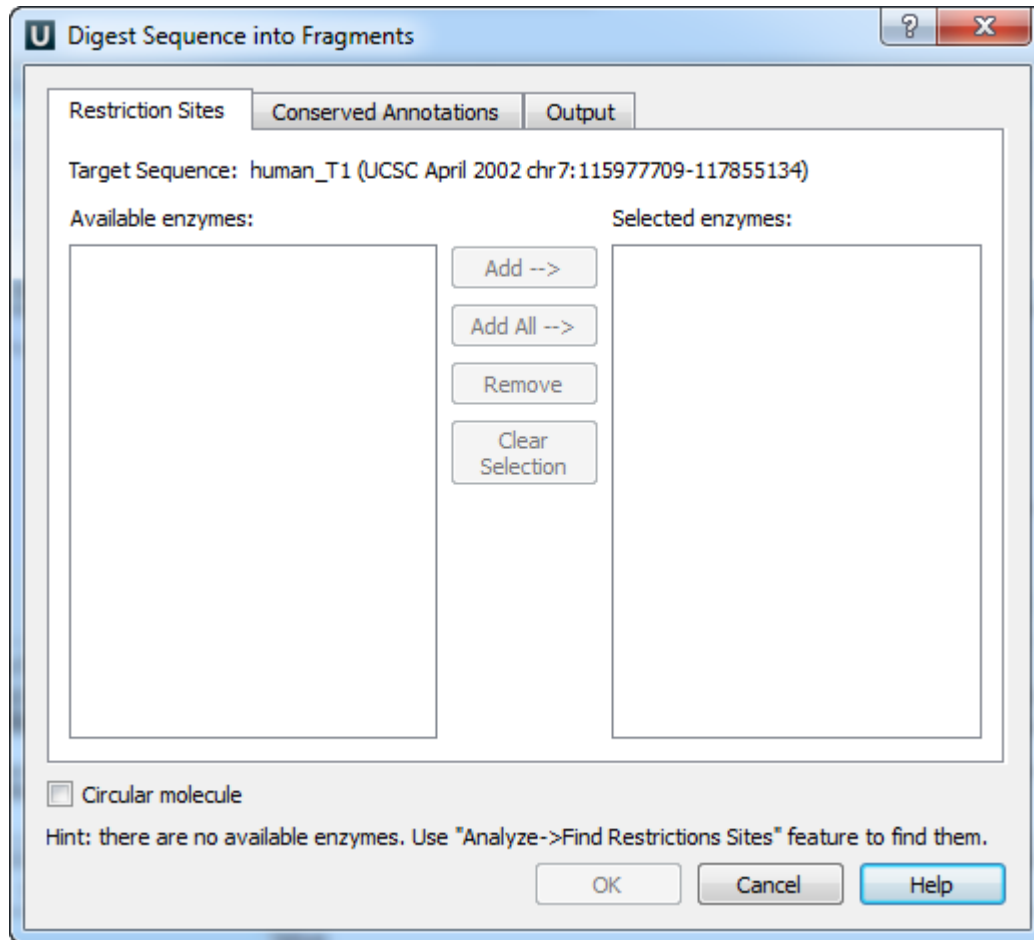 U Digest Sequence into Fragments ? X
Restriction Sites Conserved Annotations Output
Target Sequence: human_T1 (UCSC April 2002 chr7:115977709-117855134)
Available enzymes:
Selected enzymes:
Add -->
Add All -->
Remove
Clear
Selection
Circular molecule
Hint: there are no available enzymes. Use "Analyze->Find Restrictions Sites" feature to find them.
OK Cancel Help